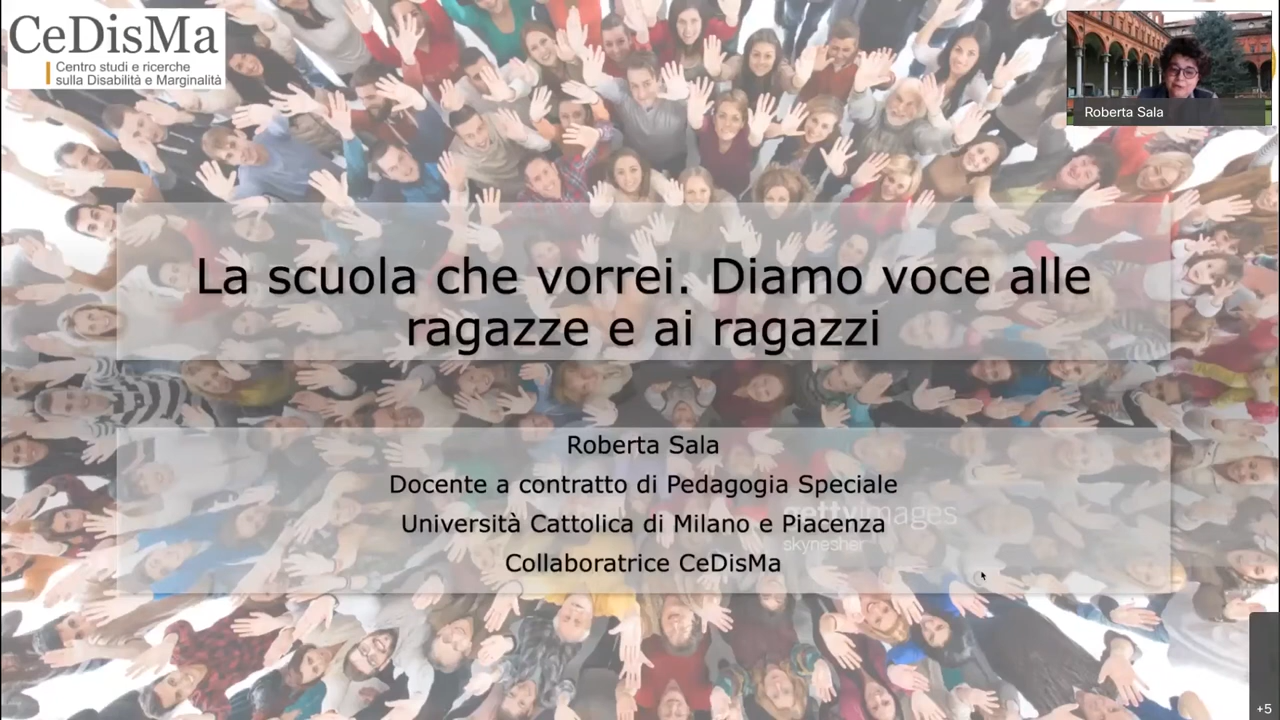 CeDisMa
Centro studi e ricerche
sulla Disabilità e Marginalità
Roberta Sala
La scuola che vorrei. Diamo voce alle
ragazze e ai ragazzi
Roberta Sala
Docente a contratto di Pedagogia Speciale
Università Cattolica di Milano e Piacenza
gettyimages
skynesher
Collaboratrice CeDisMa
+5